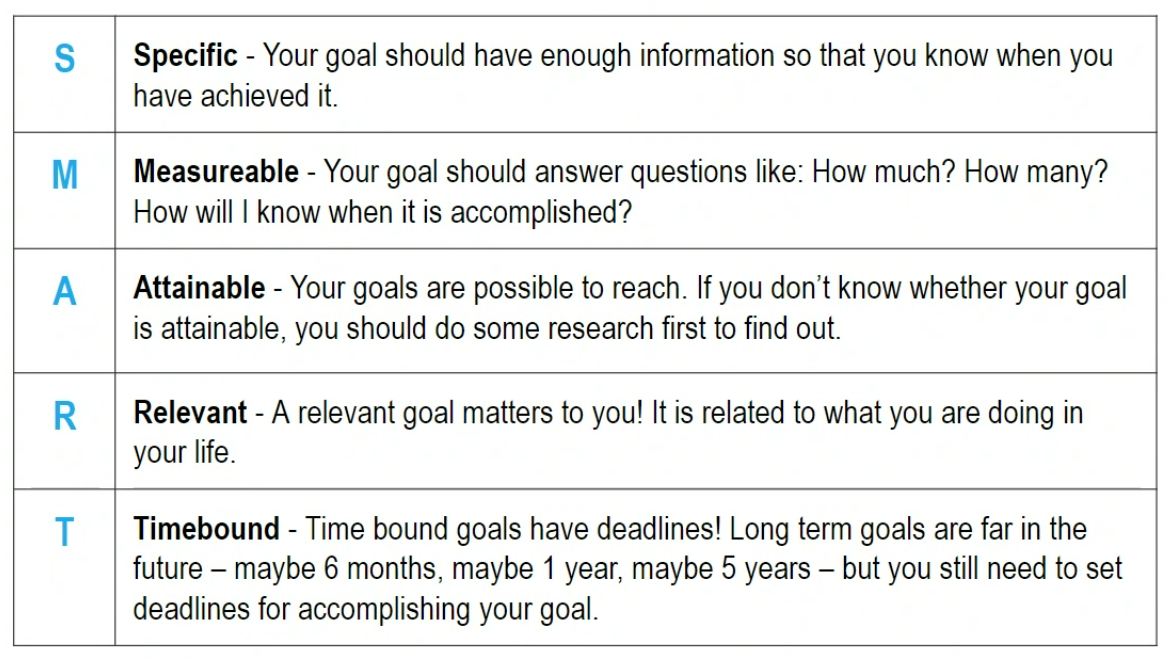 S
Specific - Your goal should have enough information so that you know when you
have achieved it.
M
Measureable - Your goal should answer questions like: How much? How many?
How will I know when it is accomplished?
A
Attainable - Your goals are possible to reach. If you don’t know whether your goal
is attainable, you should do some research first to find out.
R
Relevant - A relevant goal matters to you! It is related to what you are doing in
your life.
T
Timebound - Time bound goals have deadlines! Long term goals are far in the
future – maybe 6 months, maybe 1 year, maybe 5 years – but you still need to set
deadlines for accomplishing your goal.